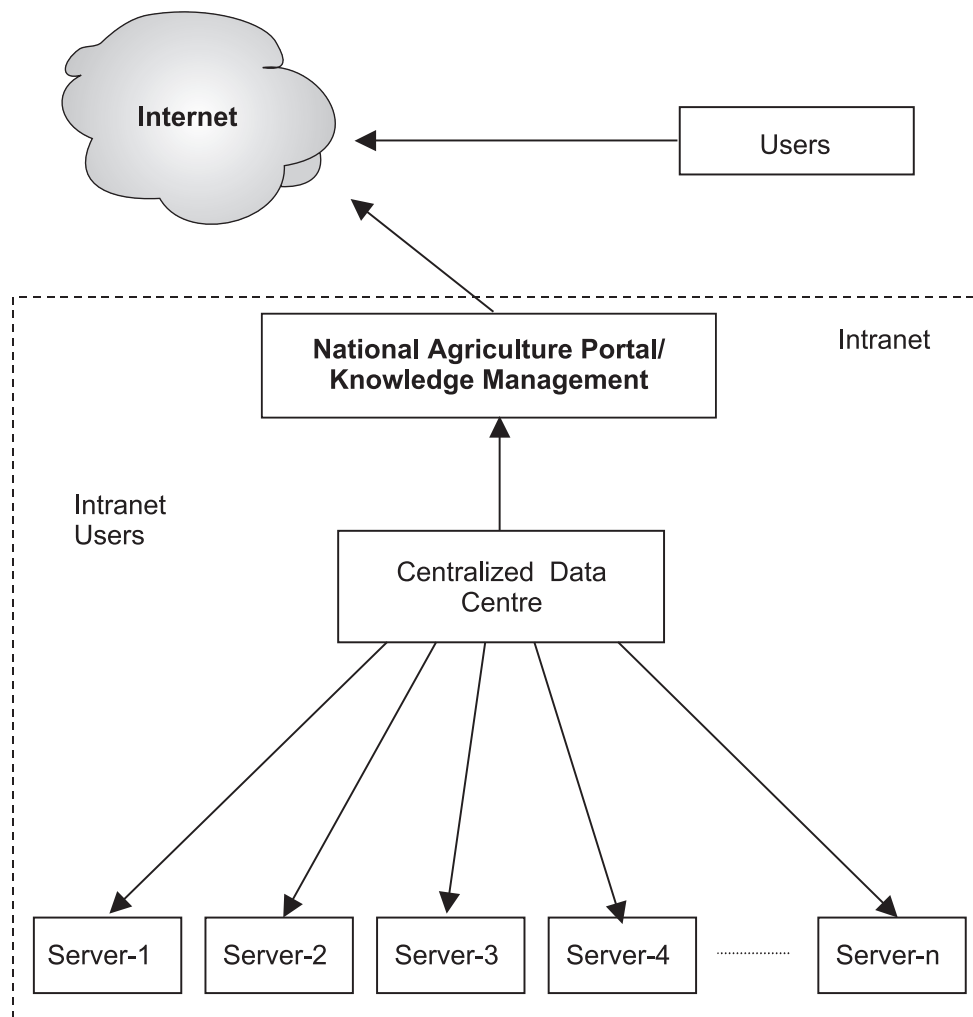 Internet
Users
National Agriculture Portal/
Knowledge Management
Intranet
Intranet
Users
Centralized Data
Centre
Server-1
Server-2
Server-3
Server-4
Server-n